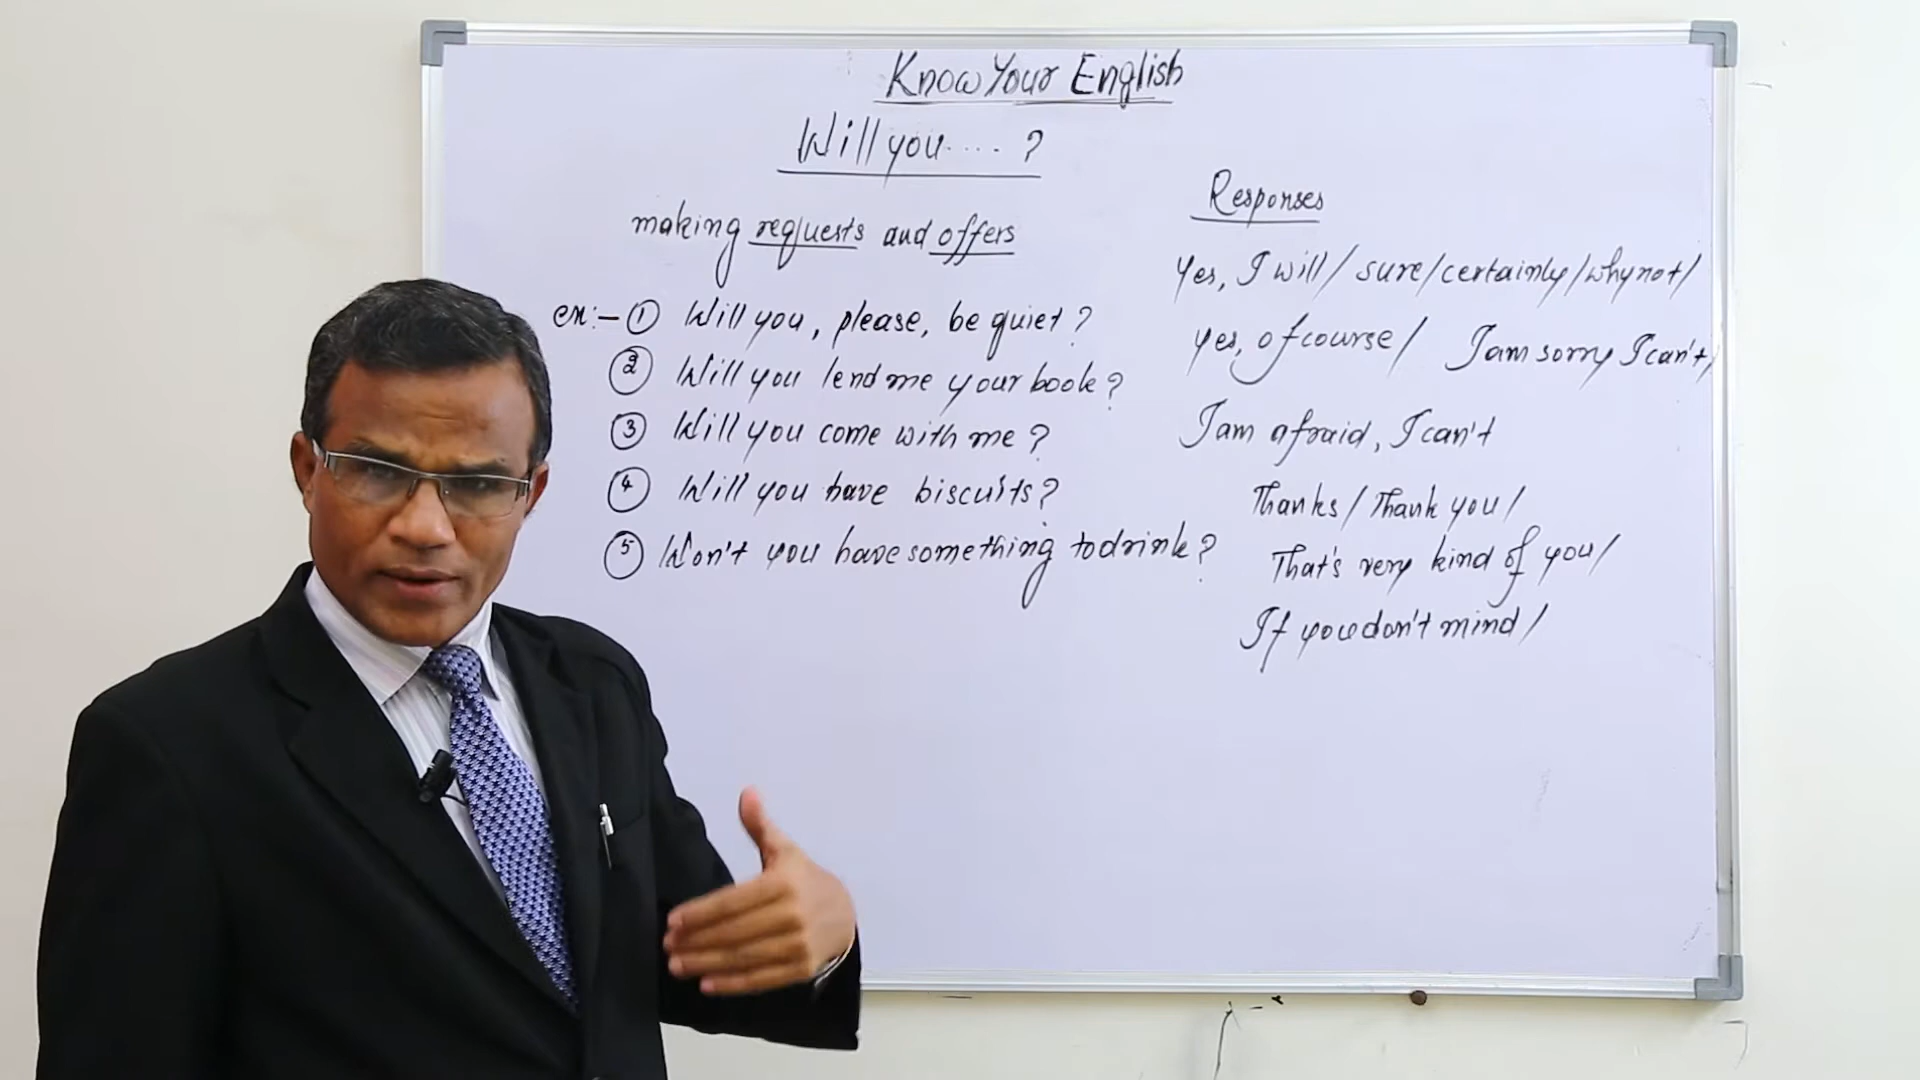 Know Your English
Will you .... ?
making requests and offers
ex:- ① Will you, please, be quiet?
② Will you lend me your book?
③ Will you come with me?
④ Will you have biscuits?
⑤ Won't you have something to drink?
Responses
Yes, I will / sure / certainly / why not /
yes, of course / I am sorry I can't /
I am afraid, I can't
Thanks / Thank you /
That's very kind of you /
If you don't mind /